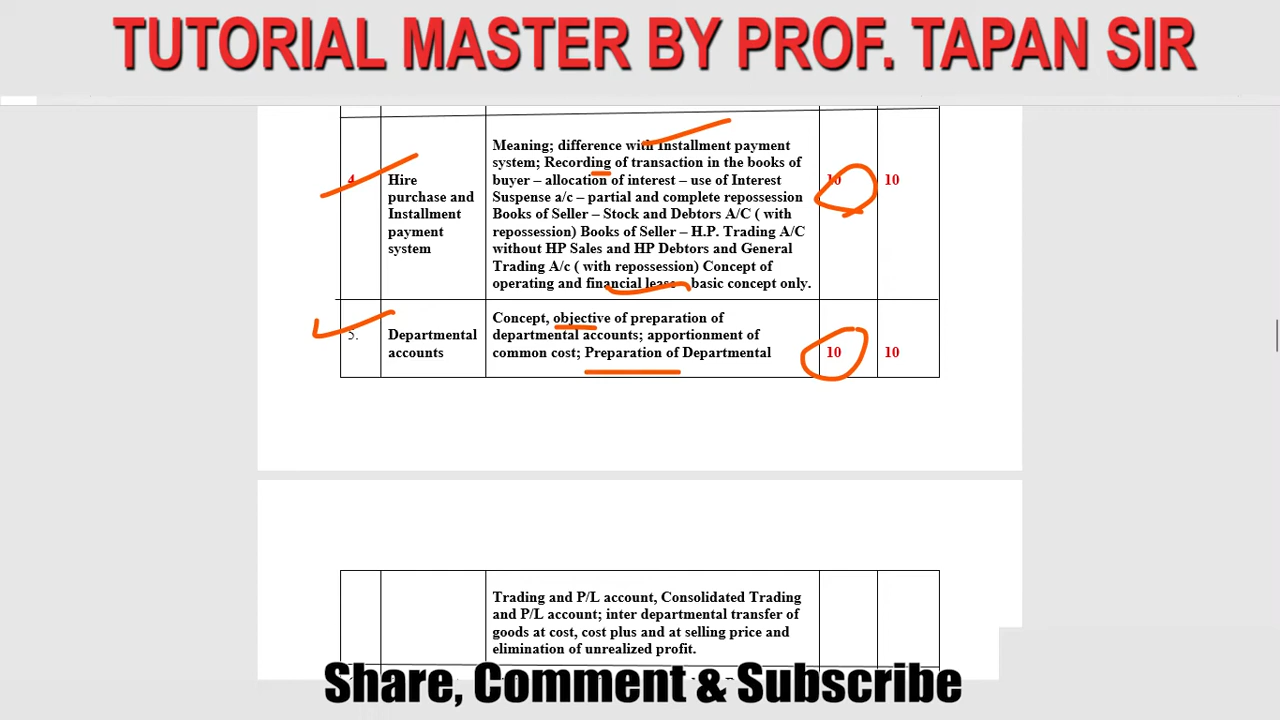 TUTORIAL MASTER BY PROF. TAPAN SIR
4.
Hire
purchase and
Installment
payment
system
Meaning; difference with Installment payment
system; Recording of transaction in the books of
buyer – allocation of interest – use of Interest
Suspense a/c – partial and complete repossession
Books of Seller – Stock and Debtors A/C ( with
repossession) Books of Seller – H.P. Trading A/C
without HP Sales and HP Debtors and General
Trading A/c ( with repossession) Concept of
operating and financial lease – basic concept only.
10
10
5.
Departmental
accounts
Concept, objective of preparation of
departmental accounts; apportionment of
common cost; Preparation of Departmental
10
10
Trading and P/L account, Consolidated Trading
and P/L account; inter departmental transfer of
goods at cost, cost plus and at selling price and
elimination of unrealized profit.
Share, Comment & Subscribe